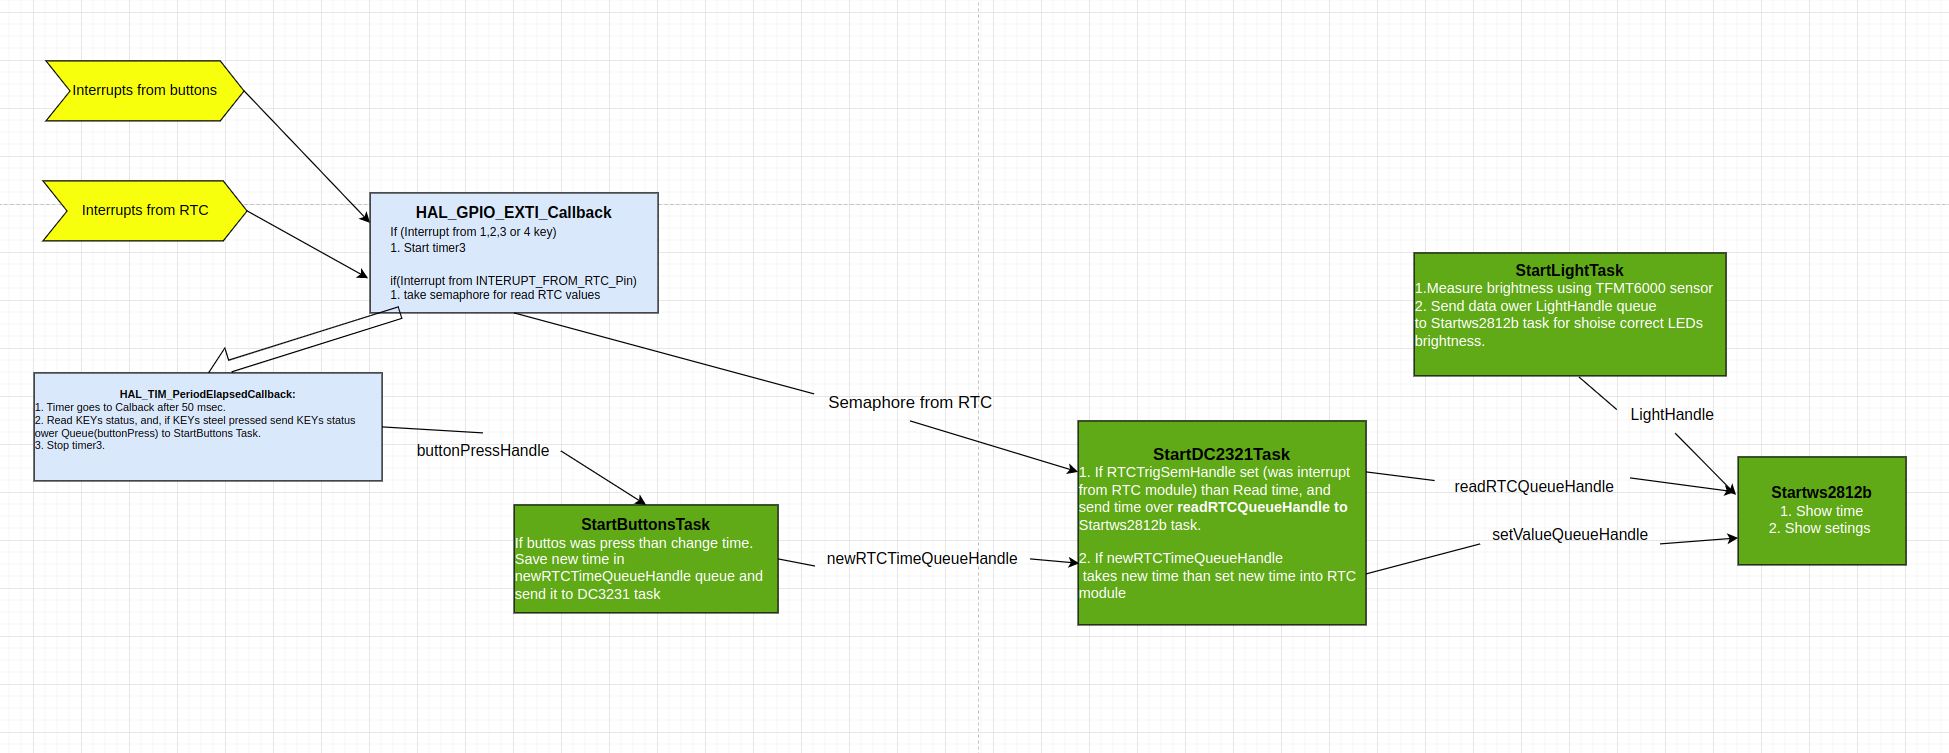 Interrupts from buttons
Interrupts from RTC
HAL_GPIO_EXTI_Callback
If (Interrupt from 1,2,3 or 4 key)
1. Start timer3
if(Interrupt from INTERUPT_FROM_RTC_Pin)
1. take semaphore for read RTC values
HAL_TIM_PeriodElapsedCallback:
1. Timer goes to Calback after 50 msec.
2. Read KEYs status, and, if KEYs steel pressed send KEYs status
ower Queue(buttonPress) to StartButtons Task.
3. Stop timer3.
buttonPressHandle
Semaphore from RTC
StartButtonsTask
If buttos was press than change time.
Save new time in
newRTCTimeQueueHandle queue and
send it to DC3231 task
newRTCTimeQueueHandle
StartDC2321Task
1. If RTCTrigSemHandle set (was interrupt
from RTC module) than Read time, and
send time over readRTCQueueHandle to
Startws2812b task.
2. If newRTCTimeQueueHandle
takes new time than set new time into RTC
module
StartLightTask
1.Measure brightness using TFMT6000 sensor
2. Send data ower LightHandle queue
to Startws2812b task for shoise correct LEDs
brightness.
LightHandle
readRTCQueueHandle
setValueQueueHandle
Startws2812b
1. Show time
2. Show setings